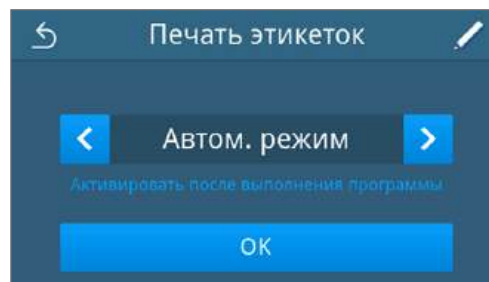 Печать этикеток
Автом. режим
Активировать после выполнения программы
OK